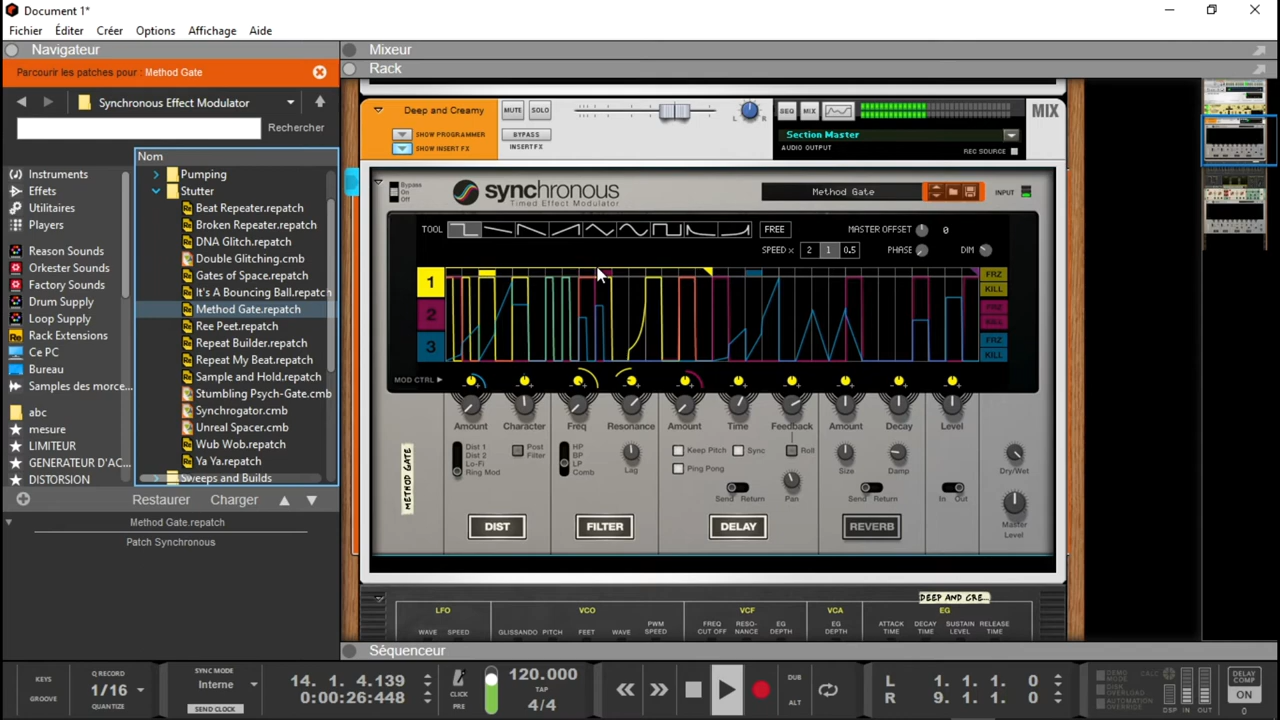 Document 1*
Fichier Éditer Créer Options Affichage Aide
Navigateur
Parcourir les patches pour : Method Gate
Synchronous Effect Modulator
Rechercher
Nom
Instruments
Effets
Utilitaires
Players
Reason Sounds
Orkester Sounds
Factory Sounds
Drum Supply
Loop Supply
Rack Extensions
Ce PC
Bureau
Samples des morce...
abc
mesure
LIMITEUR
GENERATEUR D'AC...
DISTORSION
Pumping
Stutter
Beat Repeater.repatch
Broken Repeater.repatch
DNA Glitch.repatch
Double Glitching.cmb
Gates of Space.repatch
It's A Bouncing Ball.repatch
Method Gate.repatch
Ree Peet.repatch
Repeat Builder.repatch
Repeat My Beat.repatch
Sample and Hold.repatch
Stumbling Psych-Gate.cmb
Synchrogator.cmb
Unreal Spacer.cmb
Wub Wob.repatch
Ya Ya.repatch
Sweeps and Builds
Restaurer Charger
Method Gate.repatch
Patch Synchronous
Mixeur
Rack
Deep and Creamy
MUTE SOLO
L R
SEQ MIX
MIX
SHOW PROGRAMMER
SHOW INSERT FX
BYPASS
INSERT FX
Section Master
AUDIO OUTPUT
REC SOURCE
Bypass
On
Off
synchronous
Timed Effect Modulator
Method Gate
INPUT
TOOL
FREE
MASTER OFFSET 0
SPEED× 2 1 0.5
PHASE DIM
1
2
3
FRZ
KILL
FRZ
KILL
FRZ
KILL
MOD CTRL
Amount Character Freq Resonance Amount Time Feedback Amount Decay Level
Dist 1
Dist 2
Lo-Fi
Ring Mod
Post
Filter
HP
BP
LP
Comb
Lag
Keep Pitch
Sync
Roll
Ping Pong
Send Return
Pan
Size Damp
Send Return
In Out
Dry/Wet
Master
Level
METHOD GATE
DIST FILTER DELAY REVERB
DEEP AND CRE...
LFO VCO VCF VCA EG
WAVE SPEED GLISSANDO PITCH FEET WAVE PWM SPEED FREQ CUT OFF RESO-NANCE EG DEPTH EG DEPTH ATTACK TIME DECAY TIME SUSTAIN LEVEL RELEASE TIME
Séquenceur
KEYS
GROOVE
Q RECORD
1/16
QUANTIZE
SYNC MODE
Interne
SEND CLOCK
14. 1. 4.139
0:00:26:448
CLICK
PRE
120.000
TAP
4/4
DUB
ALT
L 1. 1. 1. 0
R 9. 1. 1. 0
DEMO MODE
CALC
DISK OVERLOAD
AUTOMATION OVERRIDE
DSP IN OUT
DELAY COMP
ON
0